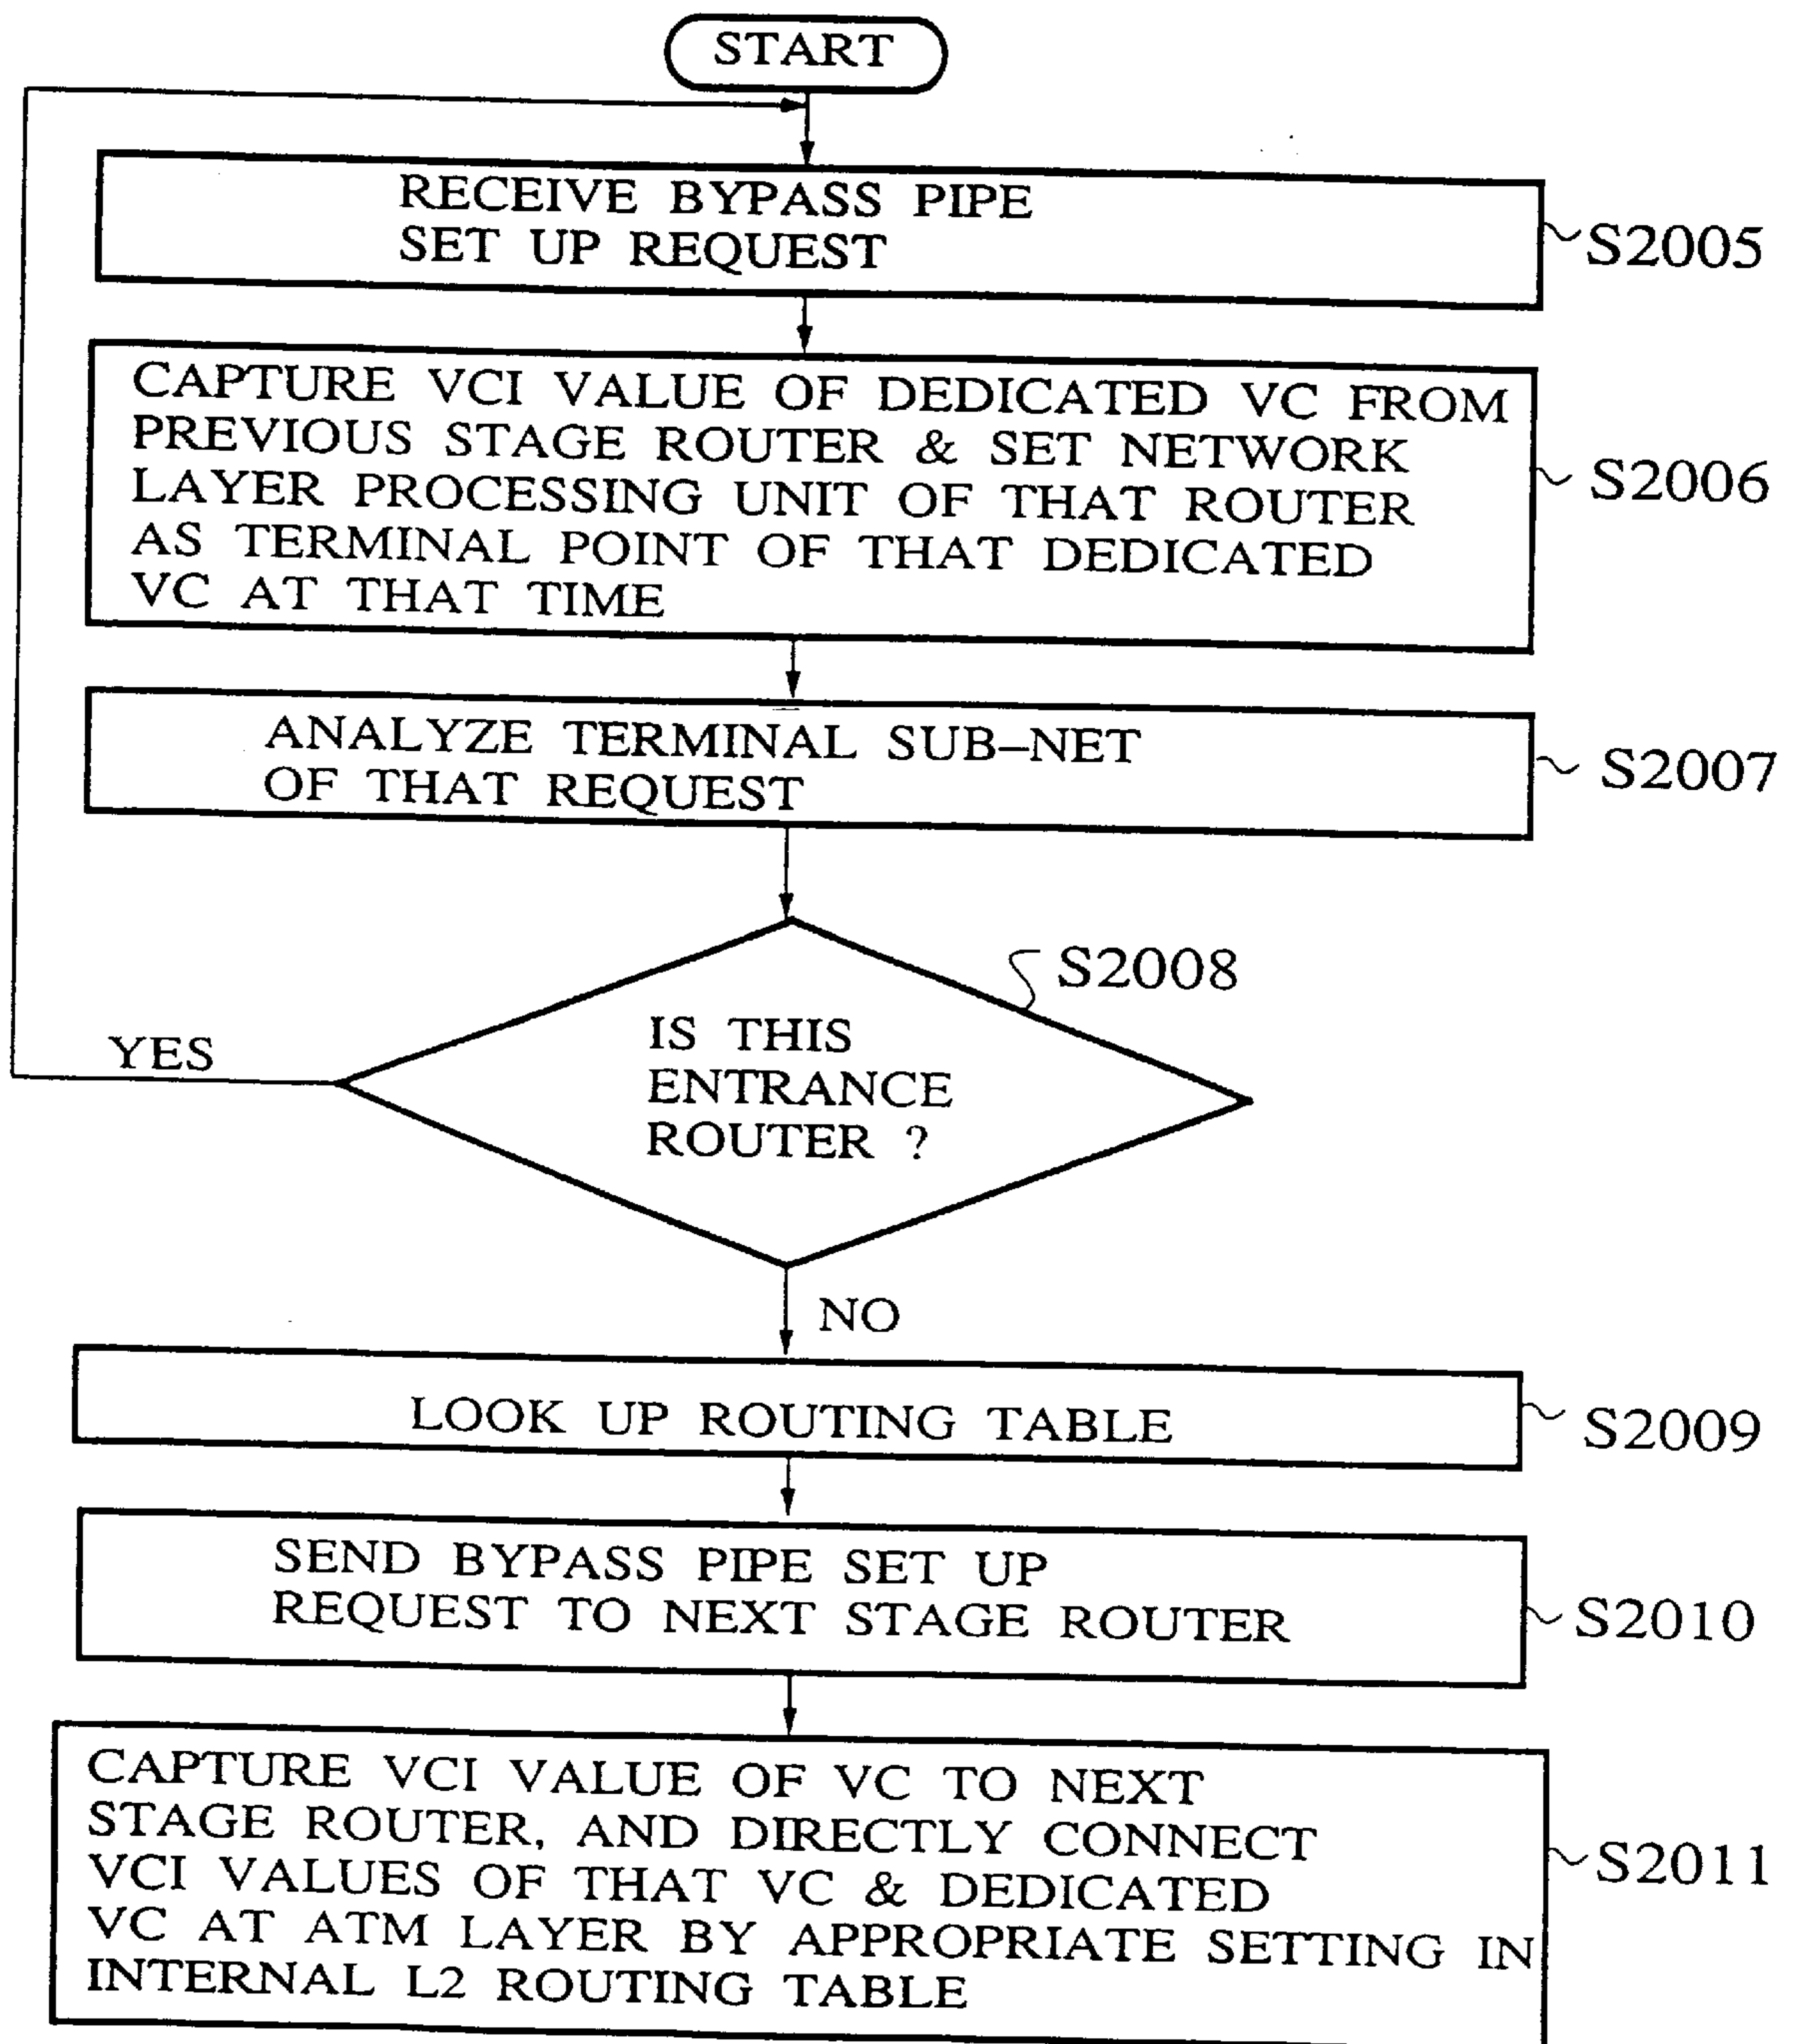 START
RECEIVE BYPASS PIPE
SET UP REQUEST
S2005
CAPTURE VCI VALUE OF DEDICATED VC FROM
PREVIOUS STAGE ROUTER & SET NETWORK
LAYER PROCESSING UNIT OF THAT ROUTER
AS TERMINAL POINT OF THAT DEDICATED
VC AT THAT TIME
S2006
ANALYZE TERMINAL SUB-NET
OF THAT REQUEST
S2007
S2008
IS THIS
ENTRANCE
ROUTER ?
YES
NO
LOOK UP ROUTING TABLE
S2009
SEND BYPASS PIPE SET UP
REQUEST TO NEXT STAGE ROUTER
S2010
CAPTURE VCI VALUE OF VC TO NEXT
STAGE ROUTER, AND DIRECTLY CONNECT
VCI VALUES OF THAT VC & DEDICATED
VC AT ATM LAYER BY APPROPRIATE SETTING IN
INTERNAL L2 ROUTING TABLE
S2011